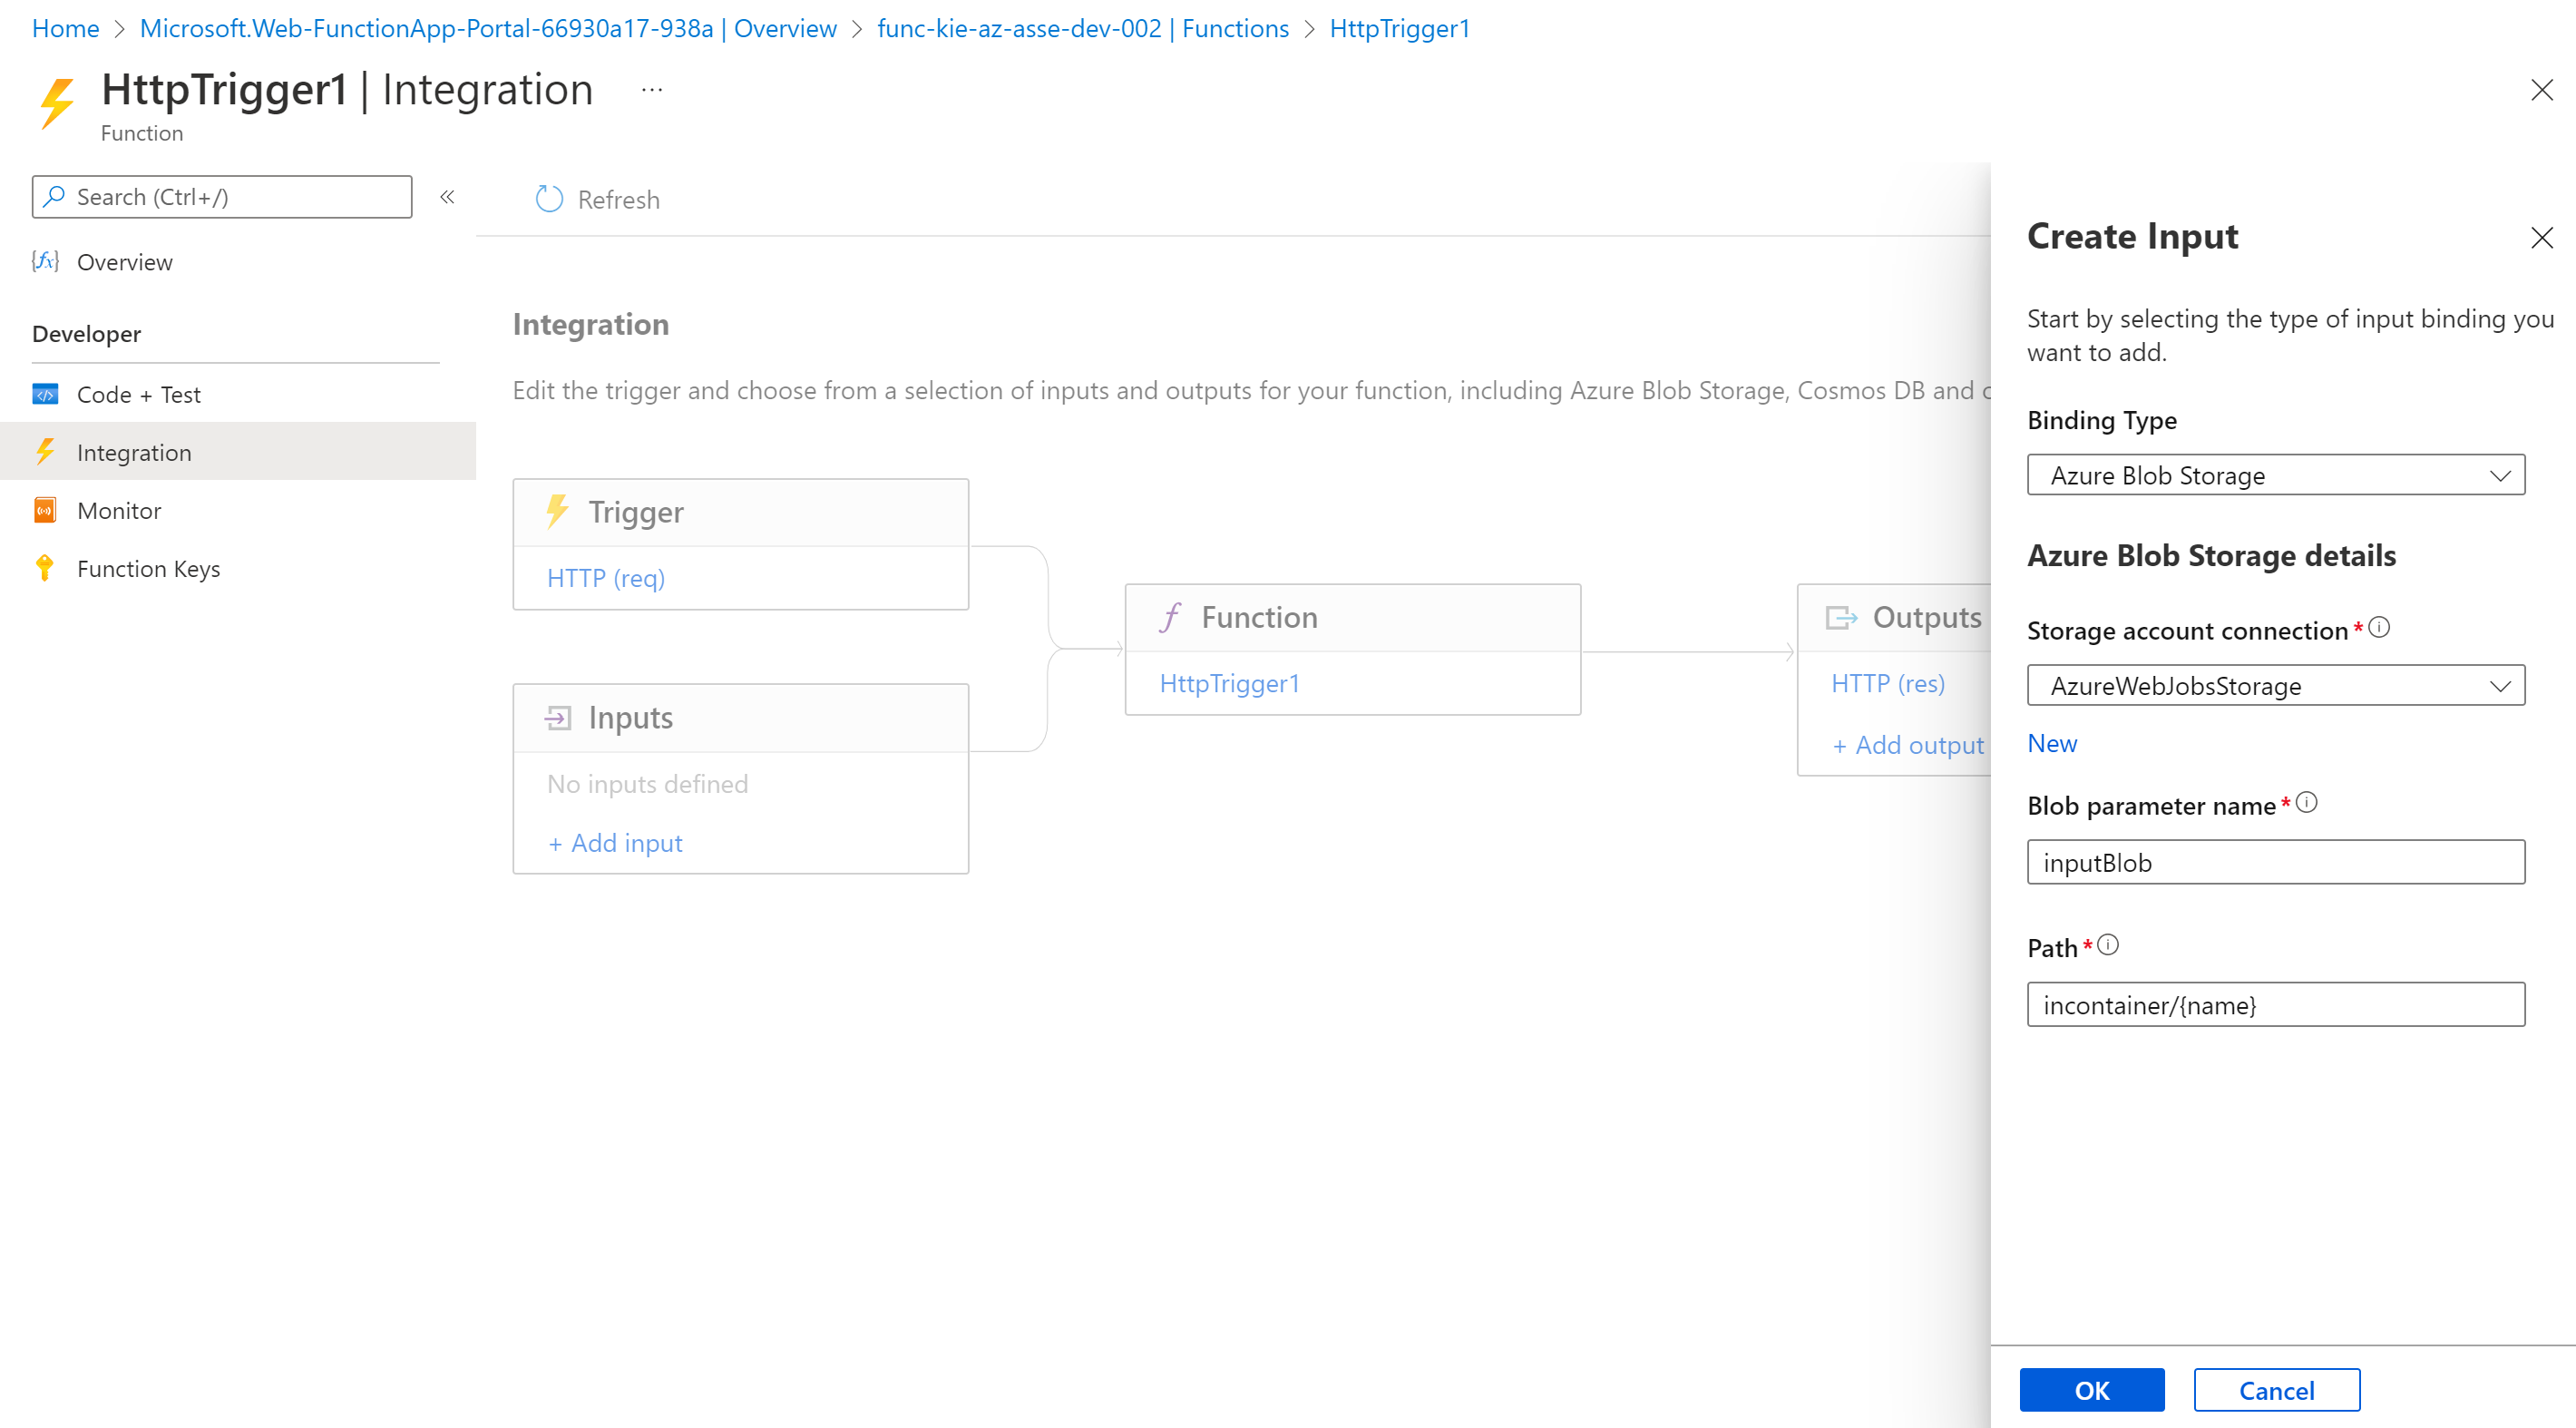 Home > Microsoft.Web-FunctionApp-Portal-66930a17-938a | Overview > func-kie-az-asse-dev-002 | Functions > HttpTrigger1
HttpTrigger1 | Integration ...
Function
Search (Ctrl+/)
«
Refresh
Overview
Developer
Code + Test
Integration
Monitor
Function Keys
Integration
Edit the trigger and choose from a selection of inputs and outputs for your function, including Azure Blob Storage, Cosmos DB and
Trigger
HTTP (req)
Inputs
No inputs defined
+ Add input
Function
HttpTrigger1
Outputs
HTTP (res)
+ Add output
Create Input
Start by selecting the type of input binding you
want to add.
Binding Type
Azure Blob Storage
Azure Blob Storage details
Storage account connection *
AzureWebJobsStorage
New
Blob parameter name *
inputBlob
Path *
incontainer/{name}
OK
Cancel